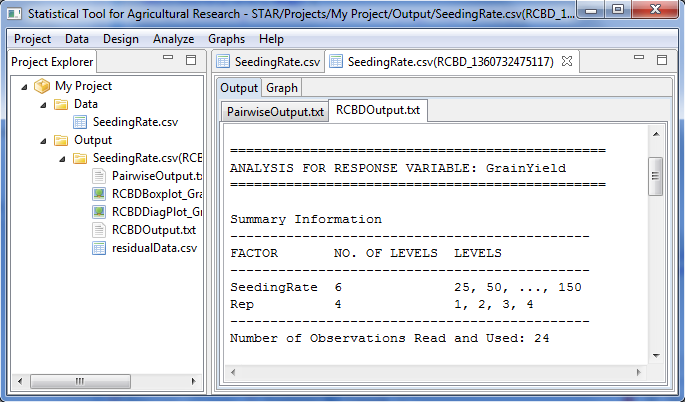 Statistical Tool for Agricultural Research - STAR/Projects/My Project/Output/SeedingRate.csv(RCBD_1...
Project Data Design Analyze Graphs Help
Project Explorer
My Project
Data
SeedingRate.csv
Output
SeedingRate.csv(RCB
PairwiseOutput.tx
RCBDBoxplot_Gra
RCBDDiagPlot_Gr
RCBDOutput.txt
residualData.csv
SeedingRate.csv SeedingRate.csv(RCBD_1360732475117)
Output Graph
PairwiseOutput.txt RCBDOutput.txt
==================================================
ANALYSIS FOR RESPONSE VARIABLE: GrainYield
==================================================
Summary Information
------------------------------------------------
FACTOR NO. OF LEVELS LEVELS
------------------------------------------------
SeedingRate 6 25, 50, ..., 150
Rep 4 1, 2, 3, 4
------------------------------------------------
Number of Observations Read and Used: 24